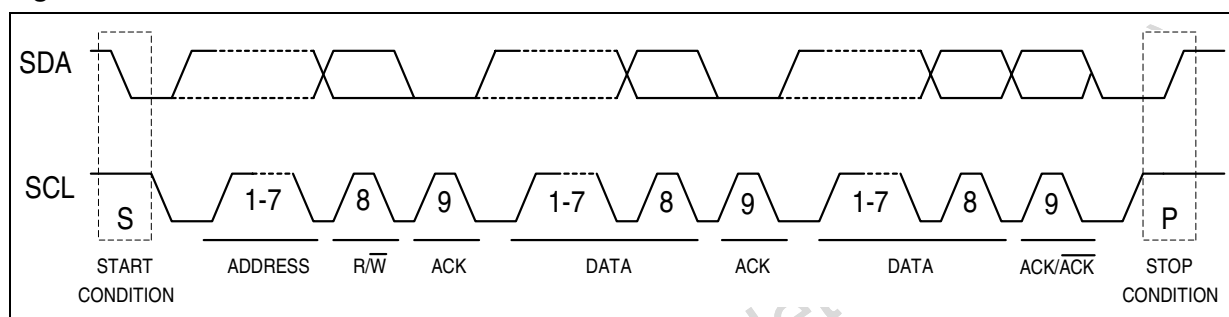 SDA
SCL
S 1-7 8 9 1-7 8 9 1-7 8 9 P
START CONDITION ADDRESS R/W̅ ACK DATA ACK DATA ACK/A̅C̅K̅ STOP CONDITION